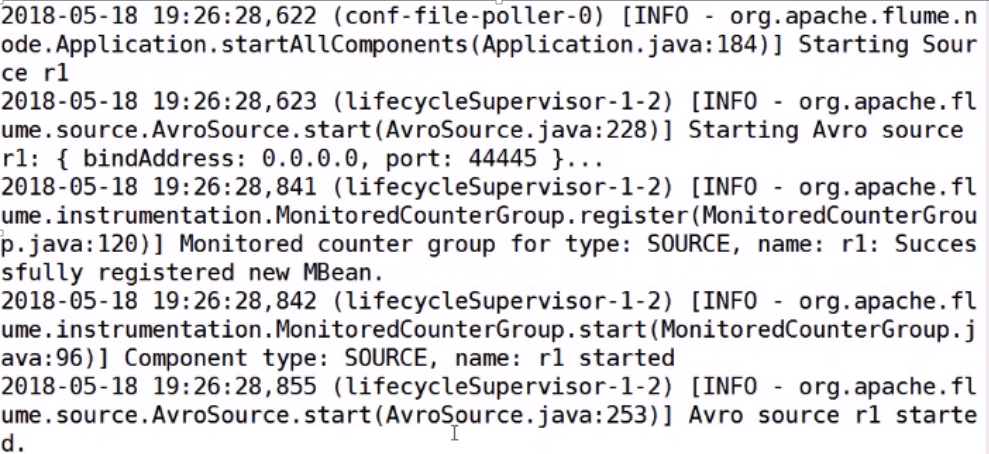 2018-05-18 19:26:28,622 (conf-file-poller-0) [INFO - org.apache.flume.n
ode.Application.startAllComponents(Application.java:184)] Starting Sour
ce r1
2018-05-18 19:26:28,623 (lifecycleSupervisor-1-2) [INFO - org.apache.fl
ume.source.AvroSource.start(AvroSource.java:228)] Starting Avro source
r1: { bindAddress: 0.0.0.0, port: 44445 }...
2018-05-18 19:26:28,841 (lifecycleSupervisor-1-2) [INFO - org.apache.fl
ume.instrumentation.MonitoredCounterGroup.register(MonitoredCounterGrou
p.java:120)] Monitored counter group for type: SOURCE, name: r1: Succes
sfully registered new MBean.
2018-05-18 19:26:28,842 (lifecycleSupervisor-1-2) [INFO - org.apache.fl
ume.instrumentation.MonitoredCounterGroup.start(MonitoredCounterGroup.j
ava:96)] Component type: SOURCE, name: r1 started
2018-05-18 19:26:28,855 (lifecycleSupervisor-1-2) [INFO - org.apache.fl
ume.source.AvroSource.start(AvroSource.java:253)] Avro source r1 starte
d.